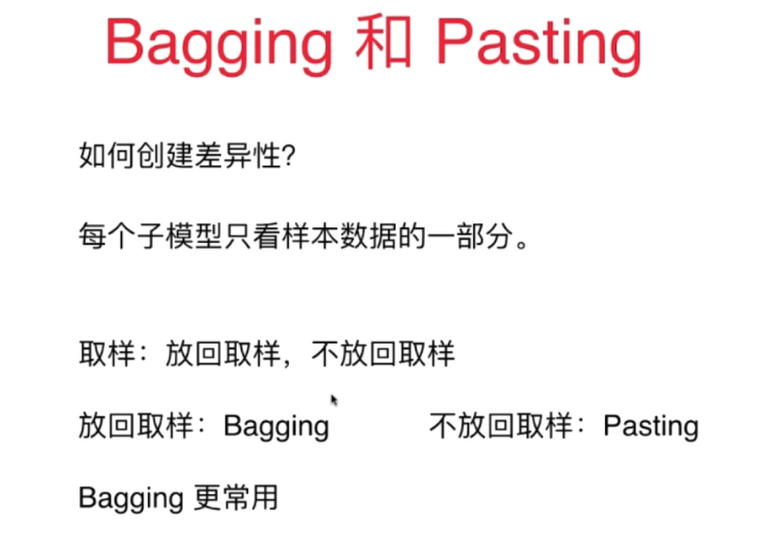 Bagging 和 Pasting
如何创建差异性？
每个子模型只看样本数据的一部分。
取样：放回取样，不放回取样
放回取样：Bagging 不放回取样：Pasting
Bagging 更常用